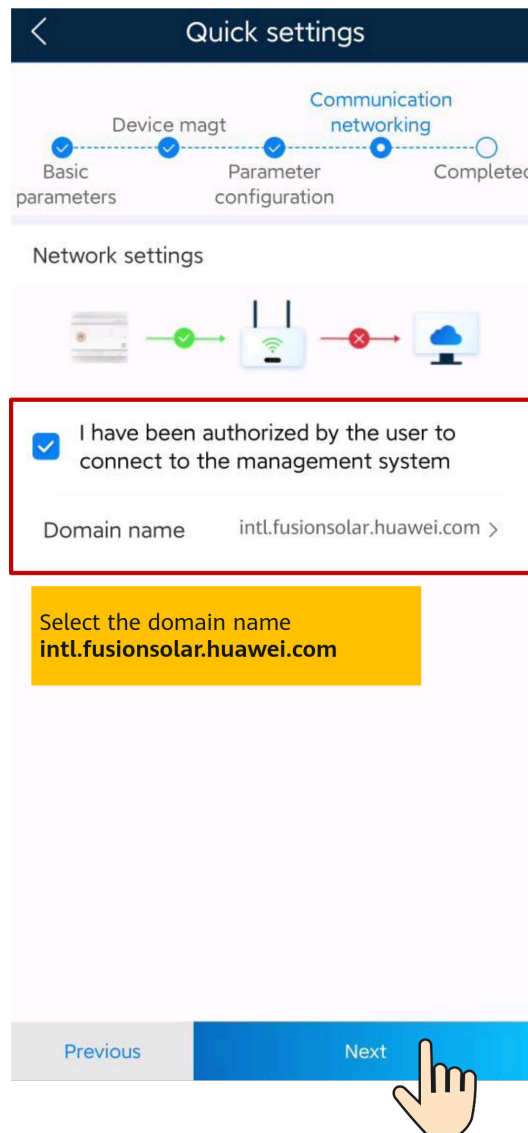 Quick settings
Communication
Device magt networking
Basic Parameter Completed
parameters configuration
Network settings
I have been authorized by the user to
connect to the management system
Domain name intl.fusionsolar.huawei.com >
Select the domain name
intl.fusionsolar.huawei.com
Previous Next